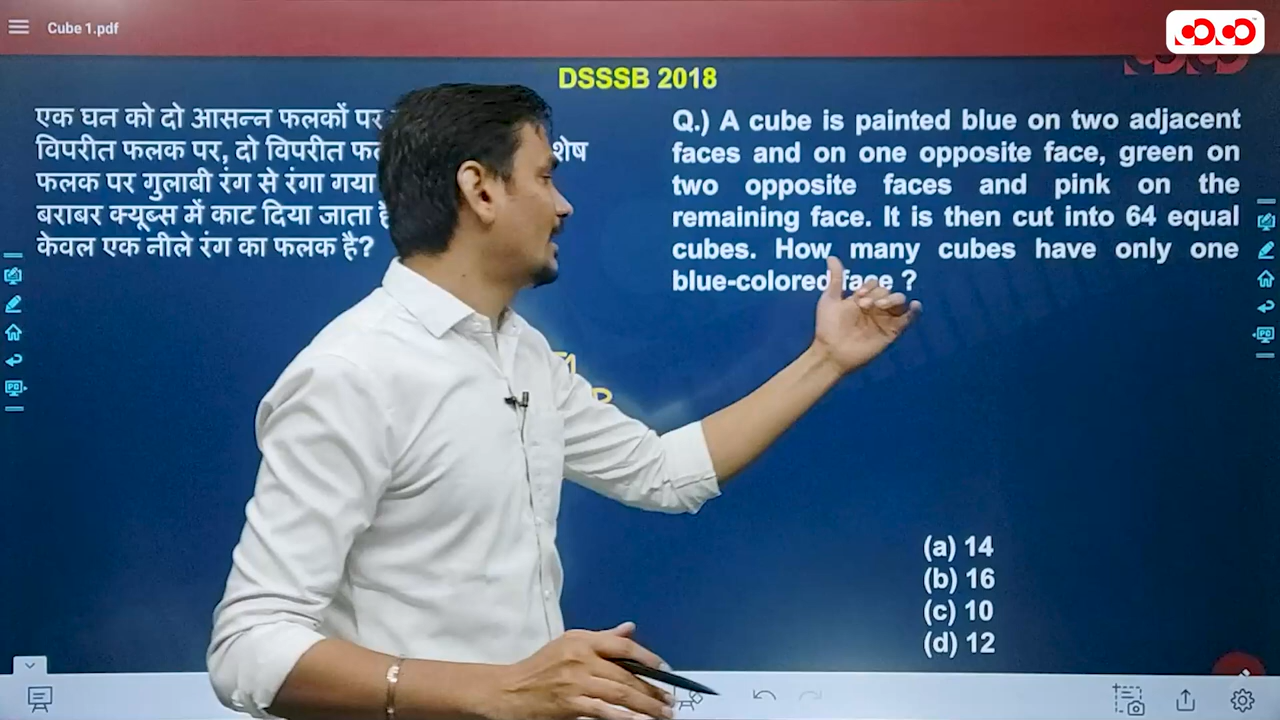 Cube 1.pdf
DSSSB 2018
एक घन को दो आसन्न फलकों पर
विपरीत फलक पर, दो विपरीत
शेष
फलक पर गुलाबी रंग से रंगा गया
बराबर क्यूब्स में काट दिया जाता
केवल एक नीले रंग का फलक है?
Q.) A cube is painted blue on two adjacent
faces and on one opposite face, green on
two opposite faces and pink on the
remaining face. It is then cut into 64 equal
cubes. How many cubes have only one
blue-colored face ?
(a) 14
(b) 16
(c) 10
(d) 12